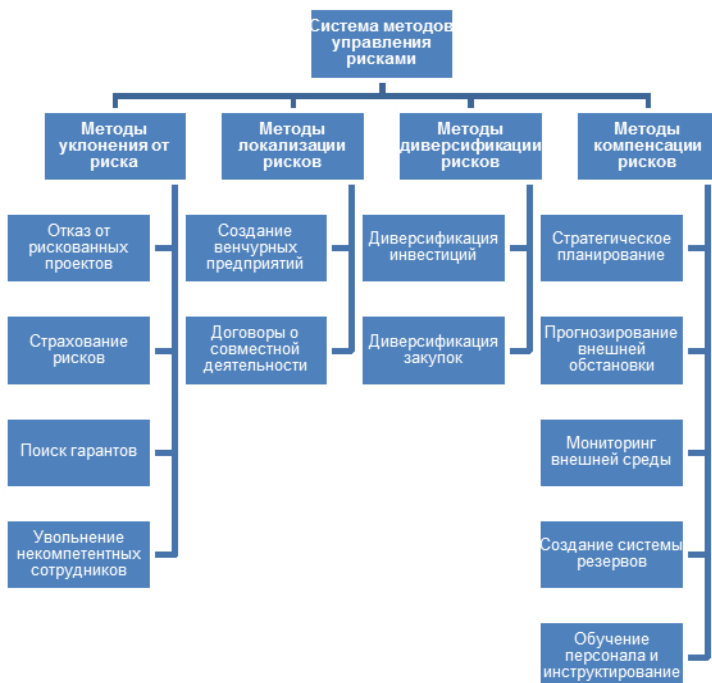 Система методов
управления
рисками
Методы
уклонения от
риска
Методы
локализации
рисков
Методы
диверсификации
рисков
Методы
компенсации
рисков
Отказ от
рискованных
проектов
Страхование
рисков
Поиск гарантов
Увольнение
некомпетентных
сотрудников
Создание
венчурных
предприятий
Договоры о
совместной
деятельности
Диверсификация
инвестиций
Диверсификация
закупок
Стратегическое
планирование
Прогнозирование
внешней
обстановки
Мониторинг
внешней среды
Создание системы
резервов
Обучение
персонала и
инструктирование